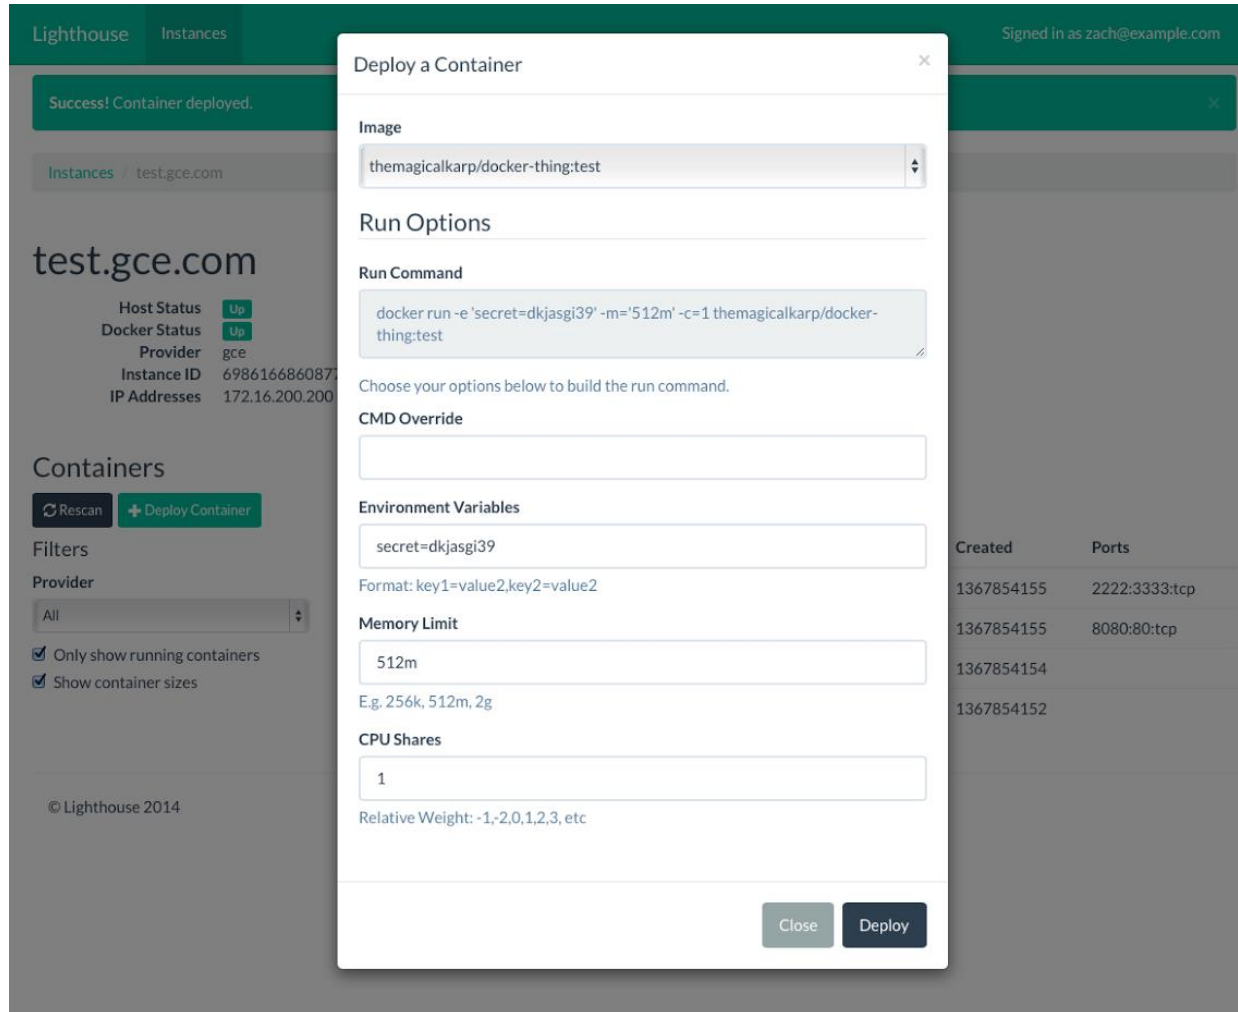 Lighthouse Instances Signed in as zach@example.com
Success! Container deployed. ×
Instances / test.gce.com
test.gce.com
Host Status Up
Docker Status Up
Provider gce
Instance ID 698616686087
IP Addresses 172.16.200.200
Containers
Rescan Deploy Container
Filters
Provider
All
Only show running containers
Show container sizes
Created Ports
1367854155 2222:3333:tcp
1367854155 8080:80:tcp
1367854154
1367854152
© Lighthouse 2014
Deploy a Container ×
Image
themagicalkarp/docker-thing:test
Run Options
Run Command
docker run -e 'secret=dkjasgi39' -m='512m' -c=1 themagicalkarp/docker-
thing:test
Choose your options below to build the run command.
CMD Override
Environment Variables
secret=dkjasgi39
Format: key1=value2,key2=value2
Memory Limit
512m
E.g. 256k, 512m, 2g
CPU Shares
1
Relative Weight: -1,-2,0,1,2,3, etc
Close Deploy